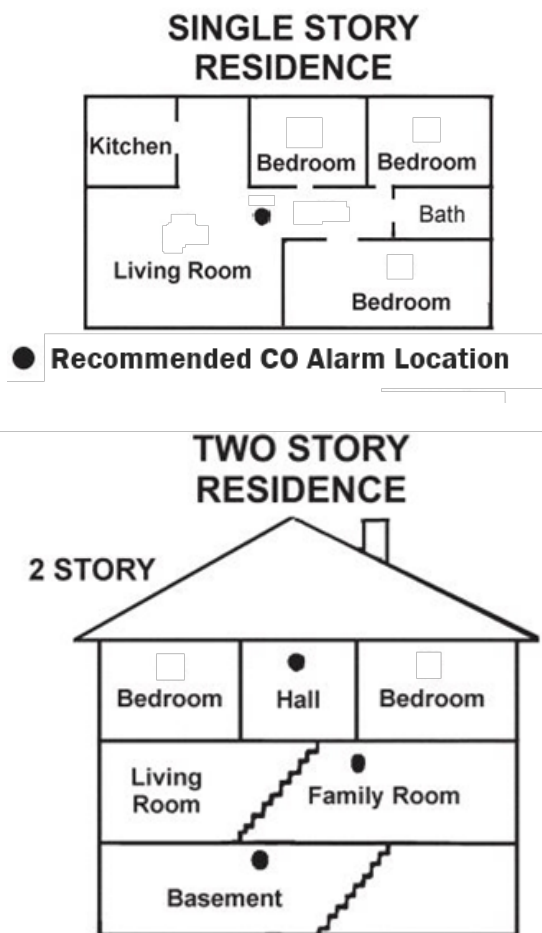 SINGLE STORY
RESIDENCE
Kitchen
Bedroom
Bedroom
Bath
Living Room
Bedroom
Recommended CO Alarm Location
TWO STORY
RESIDENCE
2 STORY
Bedroom
Hall
Bedroom
Living
Room
Family Room
Basement